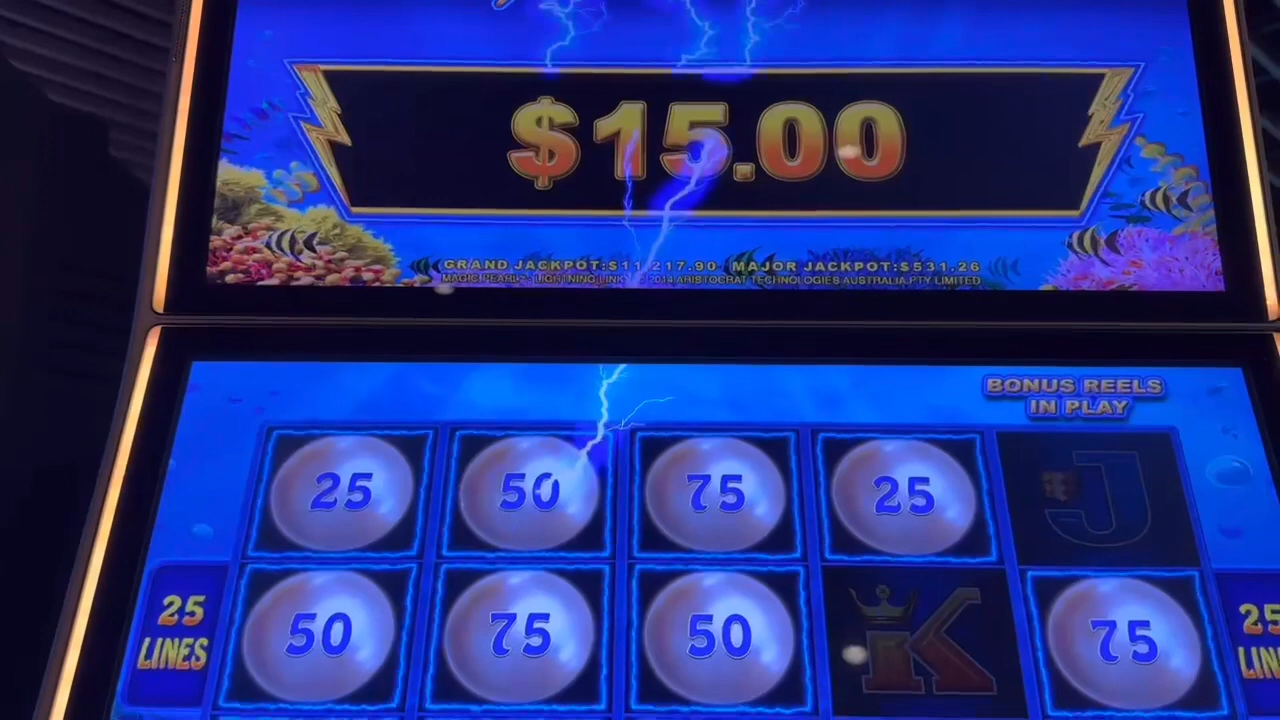 $15.00
GRAND JACKPOT:$11,217.90 MAJOR JACKPOT:$531.26
MAGIC PEARL LIGHTNING LINK 2014 ARISTOCRAT TECHNOLOGIES AUSTRALIA PTY LIMITED
BONUS REELS
IN PLAY
25 50 75 25 J
25
LINES
50 75 50 K 75
25
LIN